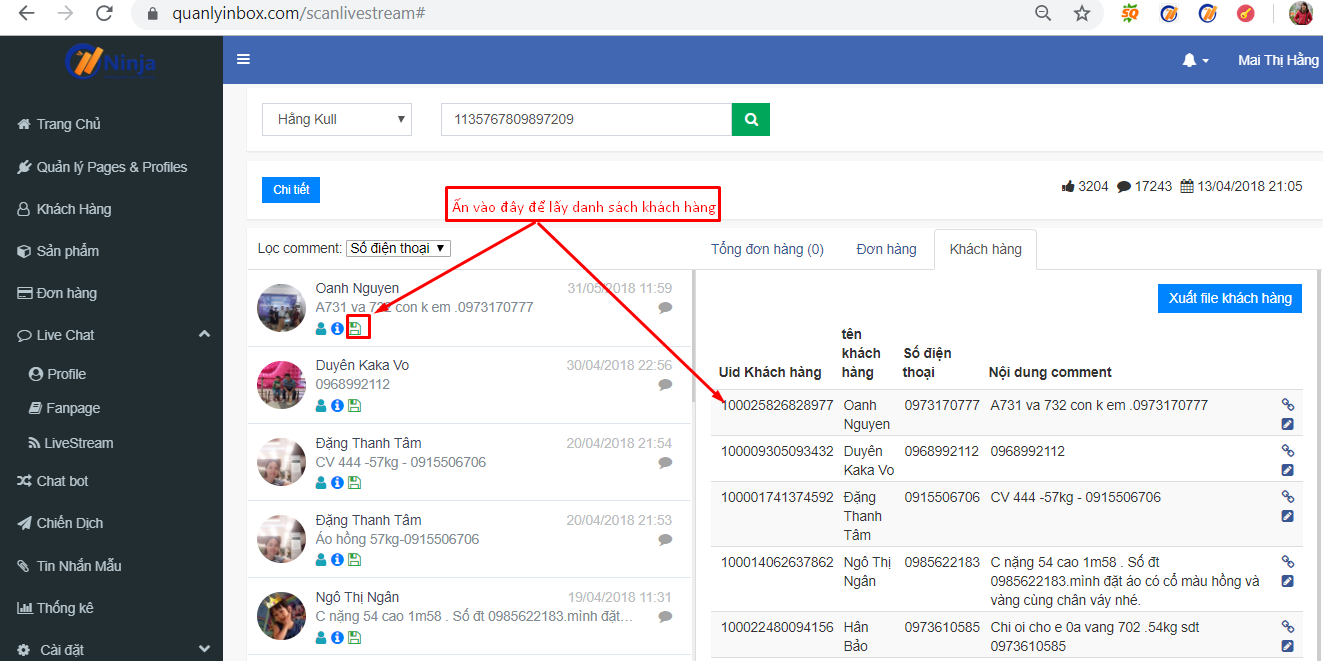 quanlyinbox.com/scanlivestream#
Ninja
Mai Thị Hằng
Trang Chủ
Quản lý Pages & Profiles
Khách Hàng
Sản phẩm
Đơn hàng
Live Chat
Profile
Fanpage
LiveStream
Chat bot
Chiến Dịch
Tin Nhắn Mẫu
Thống kê
Cài đặt
Hằng Kull
1135767809897209
Chi tiết
3204 17243 13/04/2018 21:05
Ấn vào đây để lấy danh sách khách hàng
Lọc comment: Số điện thoại
Oanh Nguyen 31/05/2018 11:59
A731 va 732 con k em .0973170777
Duyên Kaka Vo 30/04/2018 22:56
0968992112
Đặng Thanh Tâm 20/04/2018 21:54
CV 444 -57kg - 0915506706
Đặng Thanh Tâm 20/04/2018 21:53
Áo hồng 57kg-0915506706
Ngô Thị Ngân 19/04/2018 11:31
C nặng 54 cao 1m58 . Số đt 0985622183.mình đặt...
Tổng đơn hàng (0) Đơn hàng Khách hàng
Xuất file khách hàng
Uid Khách hàng
tên
khách
hàng
Số điện
thoại
Nội dung comment
100025826828977 Oanh 0973170777 A731 va 732 con k em .0973170777
Nguyen
100009305093432 Duyên 0968992112 0968992112
Kaka Vo
100001741374592 Đặng 0915506706 CV 444 -57kg - 0915506706
Thanh
Tâm
100014062637862 Ngô Thị 0985622183 C nặng 54 cao 1m58 . Số đt
Ngân 0985622183.mình đặt áo có cổ màu hồng và
vàng cùng chân váy nhé.
100022480094156 Hân 0973610585 Chi oi cho e 0a vang 702 .54kg sdt
Bảo 0973610585